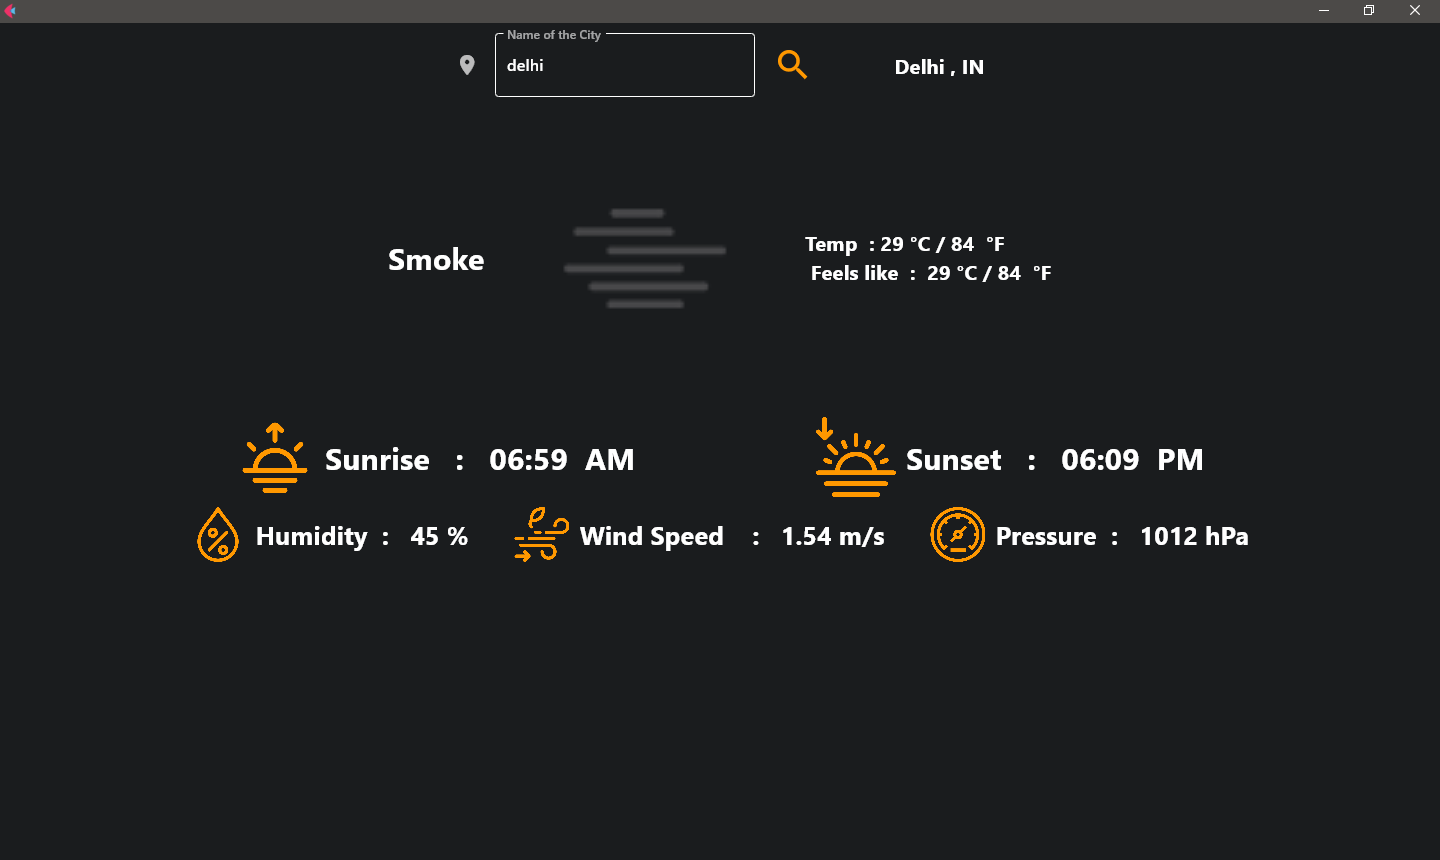 Name of the City
delhi
Delhi , IN
Smoke
Temp : 29 °C / 84 °F
Feels like : 29 °C / 84 °F
Sunrise : 06:59 AM
Sunset : 06:09 PM
Humidity : 45 %
Wind Speed : 1.54 m/s
Pressure : 1012 hPa